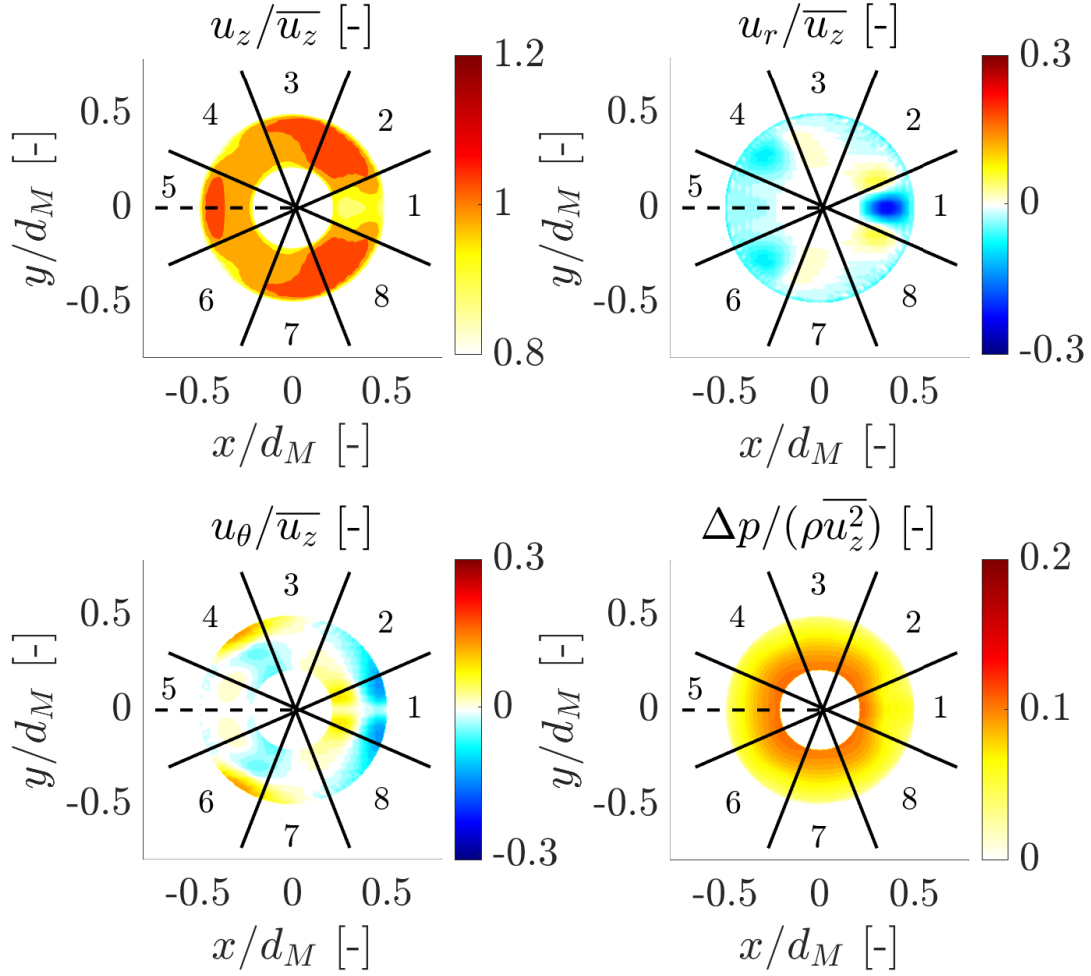 u_z/\overline{u_z} [-]
1.2
1
0.8
0.5
0
-0.5
y/d_M [-]
-0.5 0 0.5
x/d_M [-]
3
4 2
5 1
6 8
7
u_r/\overline{u_z} [-]
0.3
0
-0.3
0.5
0
-0.5
y/d_M [-]
-0.5 0 0.5
x/d_M [-]
3
4 2
5 1
6 8
7
u_θ/\overline{u_z} [-]
0.3
0
-0.3
0.5
0
-0.5
y/d_M [-]
-0.5 0 0.5
x/d_M [-]
3
4 2
5 1
6 8
7
Δp/(ρ\overline{u_z^2}) [-]
0.2
0.1
0
0.5
0
-0.5
y/d_M [-]
-0.5 0 0.5
x/d_M [-]
3
4 2
5 1
6 8
7